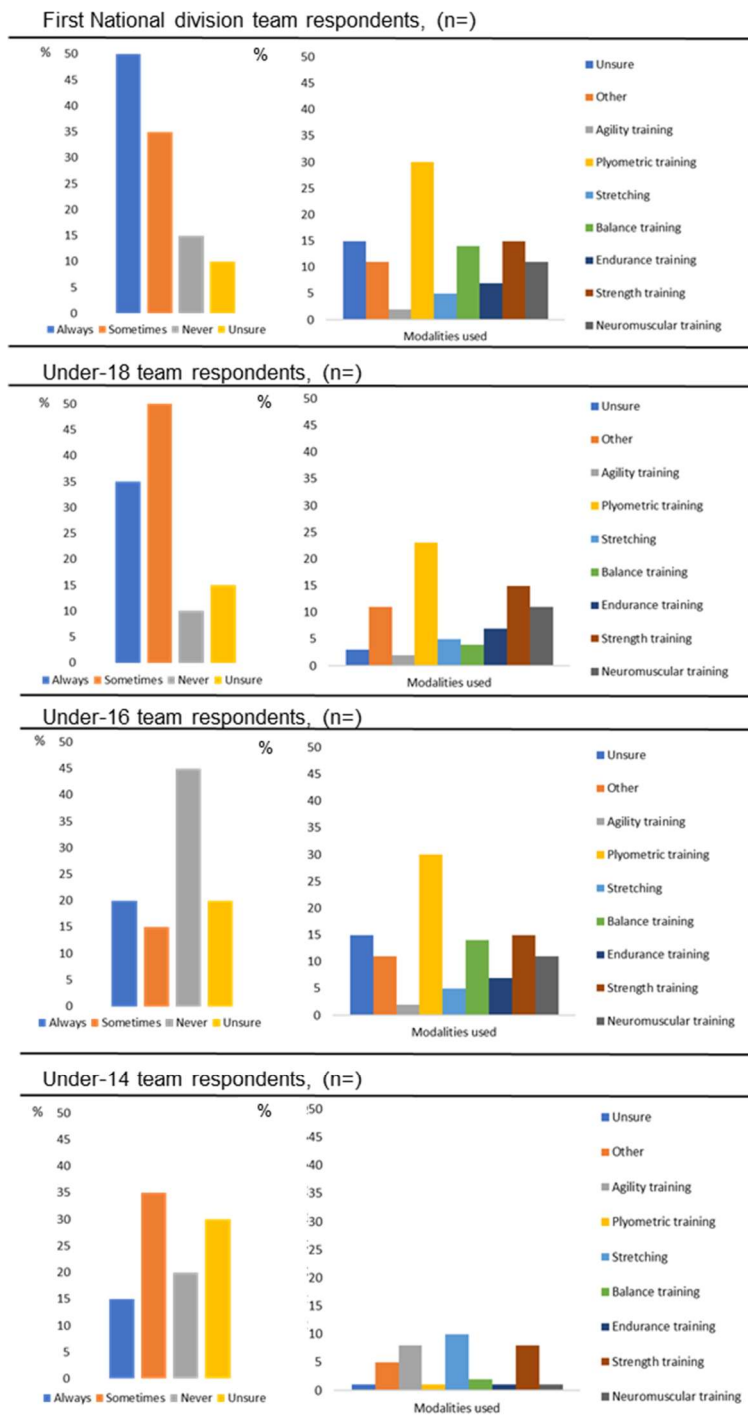 First National division team respondents, (n=)
%
50
45
40
35
30
25
20
15
10
5
0
Always Sometimes Never Unsure
%
50
45
40
35
30
25
20
15
10
5
0
Modalities used
Unsure
Other
Agility training
Plyometric training
Stretching
Balance training
Endurance training
Strength training
Neuromuscular training
Under-18 team respondents, (n=)
%
50
45
40
35
30
25
20
15
10
5
0
Always Sometimes Never Unsure
%
50
45
40
35
30
25
20
15
10
5
0
Modalities used
Unsure
Other
Agility training
Plyometric training
Stretching
Balance training
Endurance training
Strength training
Neuromuscular training
Under-16 team respondents, (n=)
%
50
45
40
35
30
25
20
15
10
5
0
Always Sometimes Never Unsure
%
50
45
40
35
30
25
20
15
10
5
0
Modalities used
Unsure
Other
Agility training
Plyometric training
Stretching
Balance training
Endurance training
Strength training
Neuromuscular training
Under-14 team respondents, (n=)
%
50
45
40
35
30
25
20
15
10
5
0
Always Sometimes Never Unsure
%
50
45
40
35
30
25
20
15
10
5
0
Modalities used
Unsure
Other
Agility training
Plyometric training
Stretching
Balance training
Endurance training
Strength training
Neuromuscular training